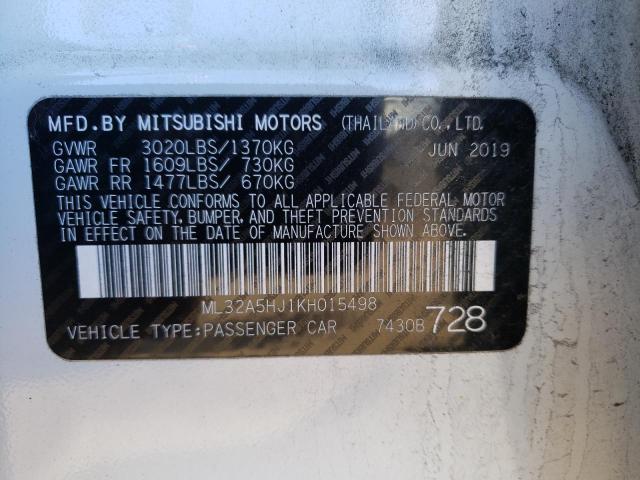 MFD.BY MITSUBISHI MOTORS (THAILAND)CO.,LTD.
GVWR 3020LBS/1370KG JUN 2019
GAWR FR 1609LBS/ 730KG
GAWR RR 1477LBS/ 670KG
THIS VEHICLE CONFORMS TO ALL APPLICABLE FEDERAL MOTOR
VEHICLE SAFETY, BUMPER, AND THEFT PREVENTION STANDARDS
IN EFFECT ON THE DATE OF MANUFACTURE SHOWN ABOVE.
ML32A5HJ1KH015498
VEHICLE TYPE:PASSENGER CAR 7430B 728